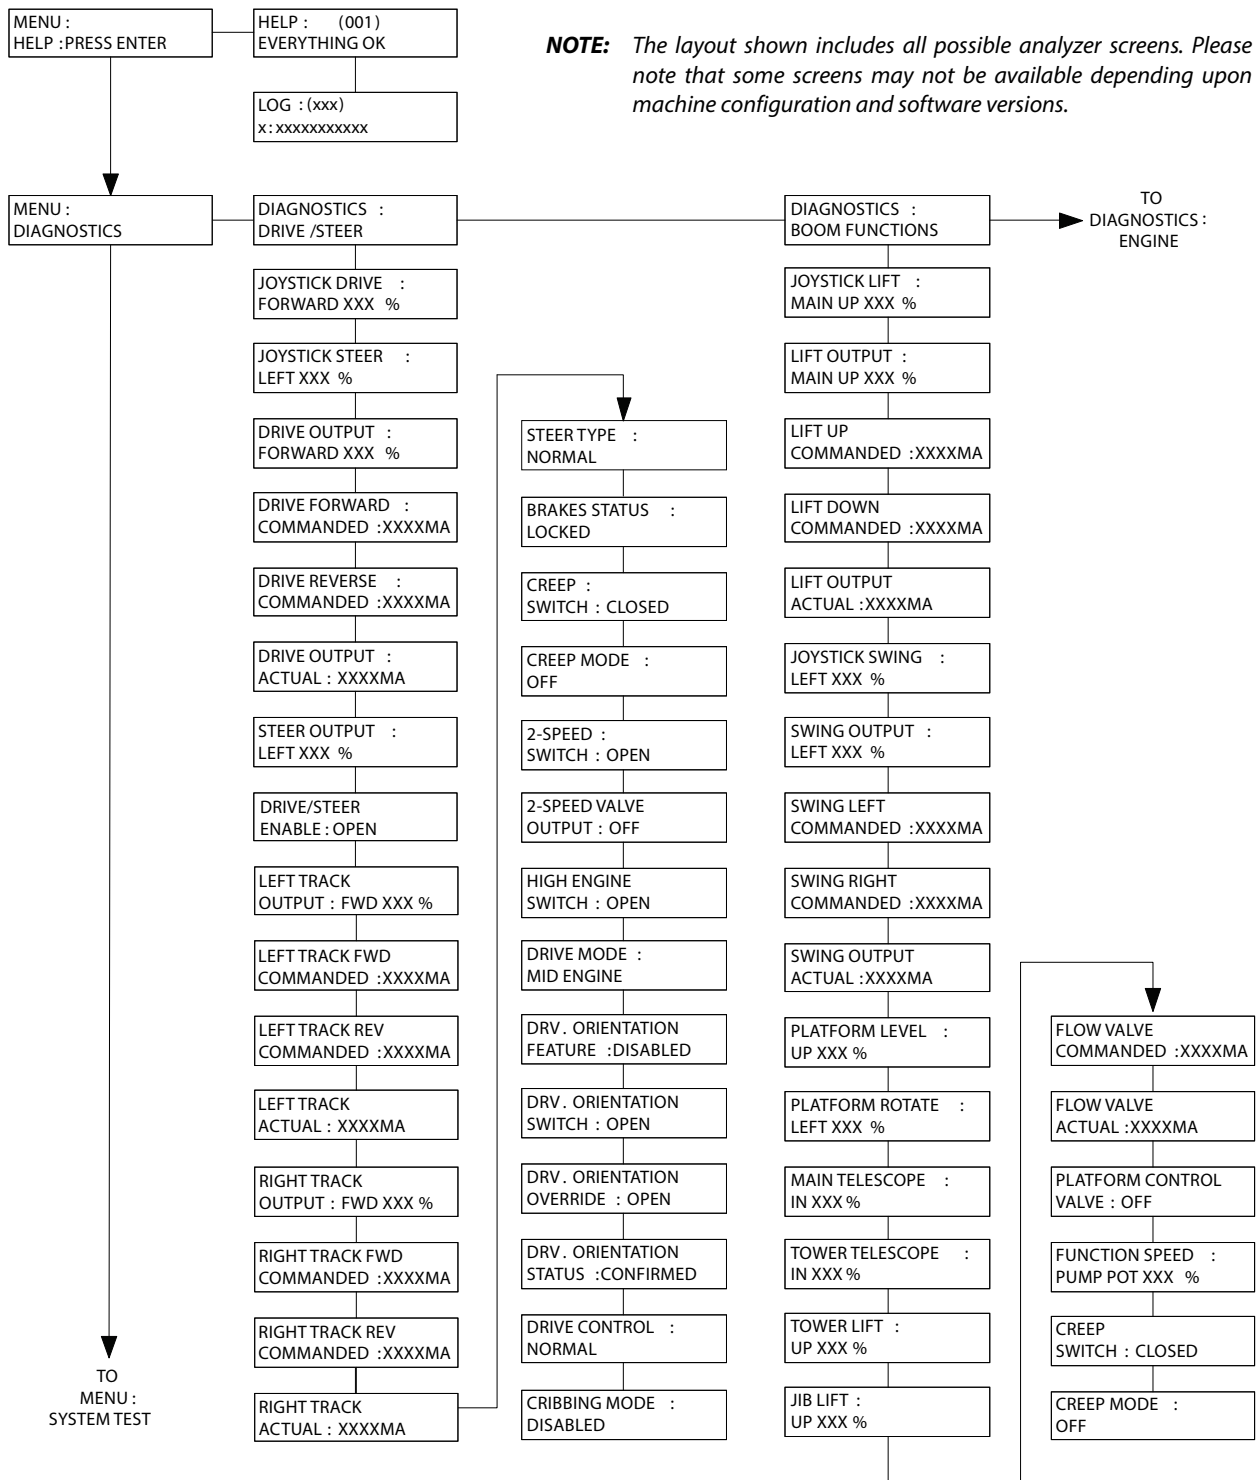 MENU :
HELP : PRESS ENTER
HELP : (001)
EVERYTHING OK
LOG : (xxx)
x : xxxxxxxxxxx
NOTE: The layout shown includes all possible analyzer screens. Please
note that some screens may not be available depending upon
machine configuration and software versions.
MENU :
DIAGNOSTICS
DIAGNOSTICS :
DRIVE /STEER
JOYSTICK DRIVE :
FORWARD XXX %
JOYSTICK STEER :
LEFT XXX %
DRIVE OUTPUT :
FORWARD XXX %
DRIVE FORWARD :
COMMANDED :XXXXMA
DRIVE REVERSE :
COMMANDED :XXXXMA
DRIVE OUTPUT :
ACTUAL : XXXXMA
STEER OUTPUT :
LEFT XXX %
DRIVE/STEER
ENABLE : OPEN
LEFT TRACK
OUTPUT : FWD XXX %
LEFT TRACK FWD
COMMANDED :XXXXMA
LEFT TRACK REV
COMMANDED :XXXXMA
LEFT TRACK
ACTUAL : XXXXMA
RIGHT TRACK
OUTPUT : FWD XXX %
RIGHT TRACK FWD
COMMANDED :XXXXMA
RIGHT TRACK REV
COMMANDED :XXXXMA
RIGHT TRACK
ACTUAL : XXXXMA
TO
MENU :
SYSTEM TEST
STEER TYPE :
NORMAL
BRAKES STATUS :
LOCKED
CREEP :
SWITCH : CLOSED
CREEP MODE :
OFF
2-SPEED :
SWITCH : OPEN
2-SPEED VALVE
OUTPUT : OFF
HIGH ENGINE
SWITCH : OPEN
DRIVE MODE :
MID ENGINE
DRV . ORIENTATION
FEATURE :DISABLED
DRV . ORIENTATION
SWITCH : OPEN
DRV . ORIENTATION
OVERRIDE : OPEN
DRV . ORIENTATION
STATUS :CONFIRMED
DRIVE CONTROL :
NORMAL
CRIBBING MODE :
DISABLED
DIAGNOSTICS :
BOOM FUNCTIONS
TO
DIAGNOSTICS :
ENGINE
JOYSTICK LIFT :
MAIN UP XXX %
LIFT OUTPUT :
MAIN UP XXX %
LIFT UP
COMMANDED :XXXXMA
LIFT DOWN
COMMANDED :XXXXMA
LIFT OUTPUT
ACTUAL :XXXXMA
JOYSTICK SWING :
LEFT XXX %
SWING OUTPUT :
LEFT XXX %
SWING LEFT
COMMANDED :XXXXMA
SWING RIGHT
COMMANDED :XXXXMA
SWING OUTPUT
ACTUAL :XXXXMA
PLATFORM LEVEL :
UP XXX %
PLATFORM ROTATE :
LEFT XXX %
MAIN TELESCOPE :
IN XXX %
TOWER TELESCOPE :
IN XXX %
TOWER LIFT :
UP XXX %
JIB LIFT :
UP XXX %
FLOW VALVE
COMMANDED :XXXXMA
FLOW VALVE
ACTUAL :XXXXMA
PLATFORM CONTROL
VALVE : OFF
FUNCTION SPEED :
PUMP POT XXX %
CREEP
SWITCH : CLOSED
CREEP MODE :
OFF